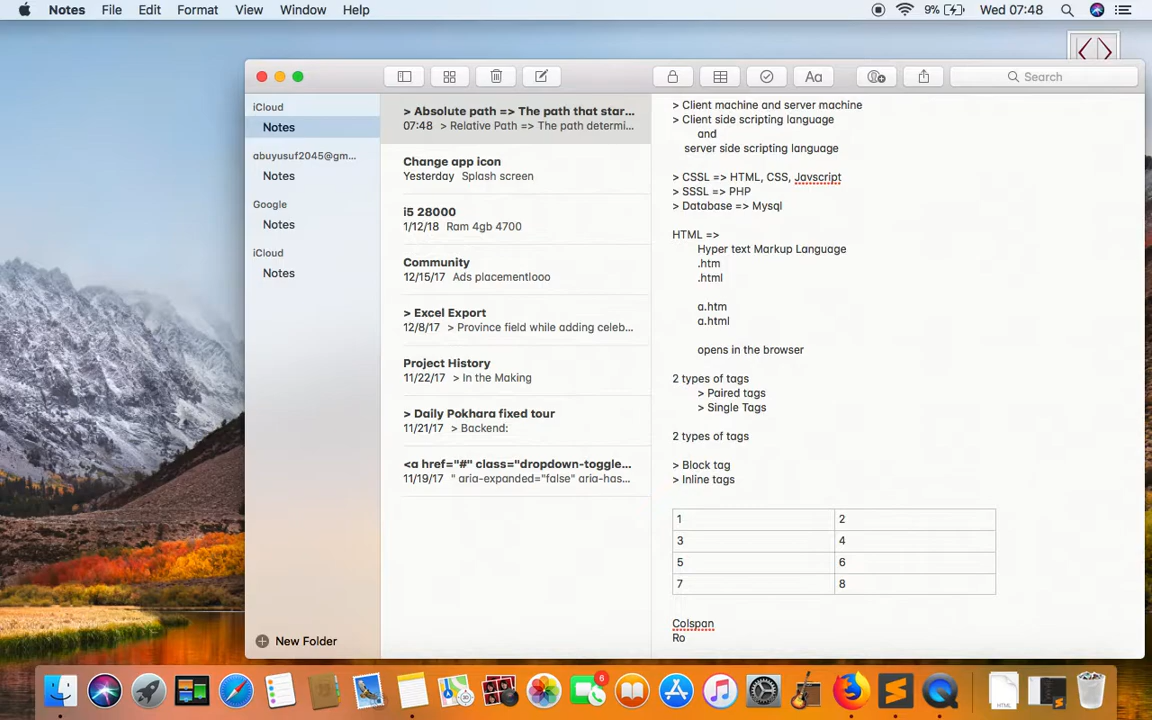 Notes File Edit Format View Window Help 9% Wed 07:48
Search
iCloud
Notes
abuyusuf2045@gm...
Notes
Google
Notes
iCloud
Notes
New Folder
> Absolute path => The path that star...
07:48 > Relative Path => The path determi...
Change app icon
Yesterday Splash screen
i5 28000
1/12/18 Ram 4gb 4700
Community
12/15/17 Ads placementlooo
> Excel Export
12/8/17 > Province field while adding celeb...
Project History
11/22/17 > In the Making
> Daily Pokhara fixed tour
11/21/17 > Backend:
<a href="#" class="dropdown-toggle...
11/19/17 " aria-expanded="false" aria-has...
> Client machine and server machine
> Client side scripting language
and
server side scripting language
> CSSL => HTML, CSS, Javscript
> SSSL => PHP
> Database => Mysql
HTML =>
Hyper text Markup Language
.htm
.html
a.htm
a.html
opens in the browser
2 types of tags
> Paired tags
> Single Tags
2 types of tags
> Block tag
> Inline tags
1 2
3 4
5 6
7 8
Colspan
Ro
6
HTML